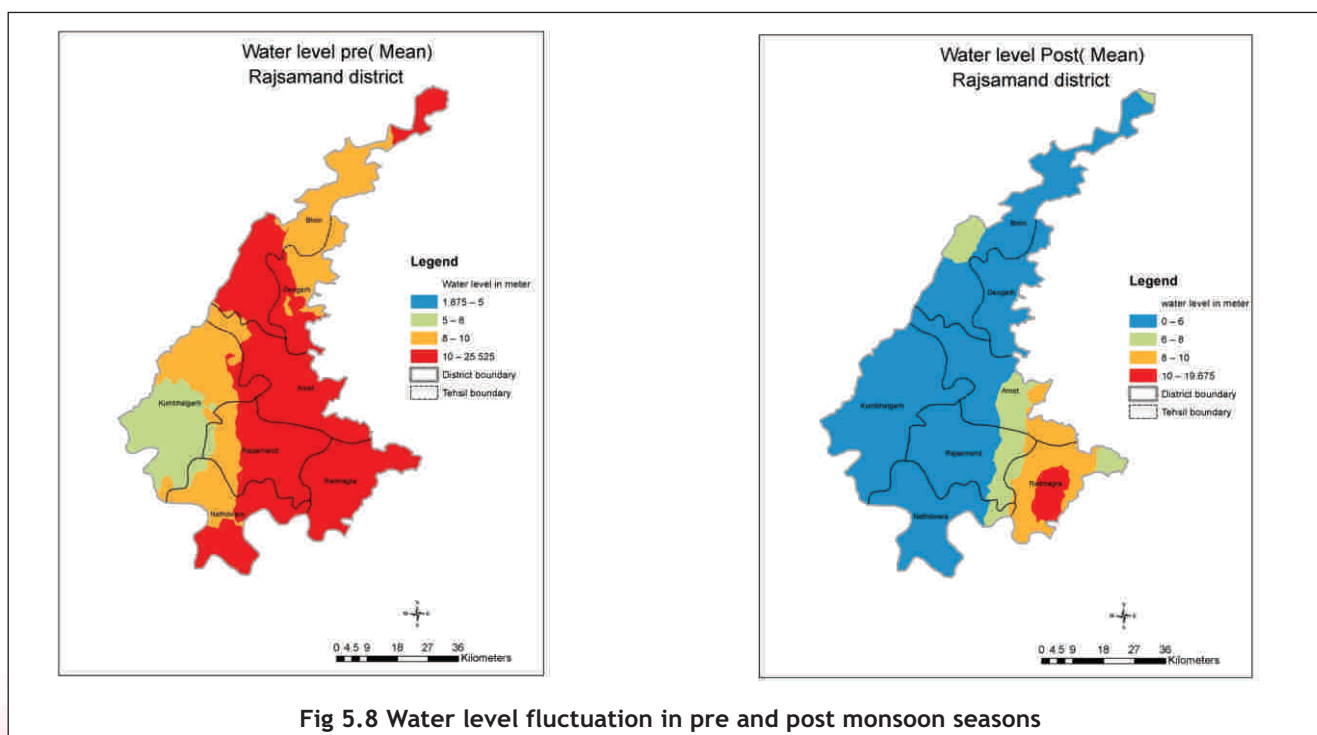 Water level pre( Mean)
Rajsamand district
Bhim
Deogarh
Amet
Kumbhalgarh
Rajsamand
Railmagra
Nathdwara
Legend
Water level in meter
1.875 – 5
5 – 8
8 – 10
10 – 25.525
District boundary
Tehsil boundary
N
W E
S
0 4.5 9 18 27 36
Kilometers
Water level Post( Mean)
Rajsamand district
Bhim
Deogarh
Amet
Kumbhalgarh
Rajsamand
Railmagra
Nathdwara
Legend
water level in meter
0 – 6
6 – 8
8 – 10
10 – 19.675
District boundary
Tehsil boundary
N
W E
S
0 4.5 9 18 27 36
Kilometers
Fig 5.8 Water level fluctuation in pre and post monsoon seasons